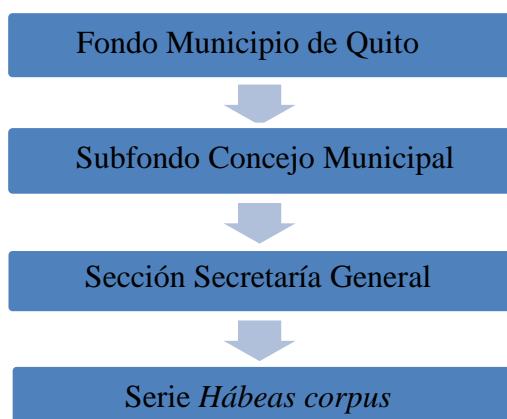 Fondo Municipio de Quito
Subfondo Concejo Municipal
Sección Secretaría General
Serie Hábeas corpus